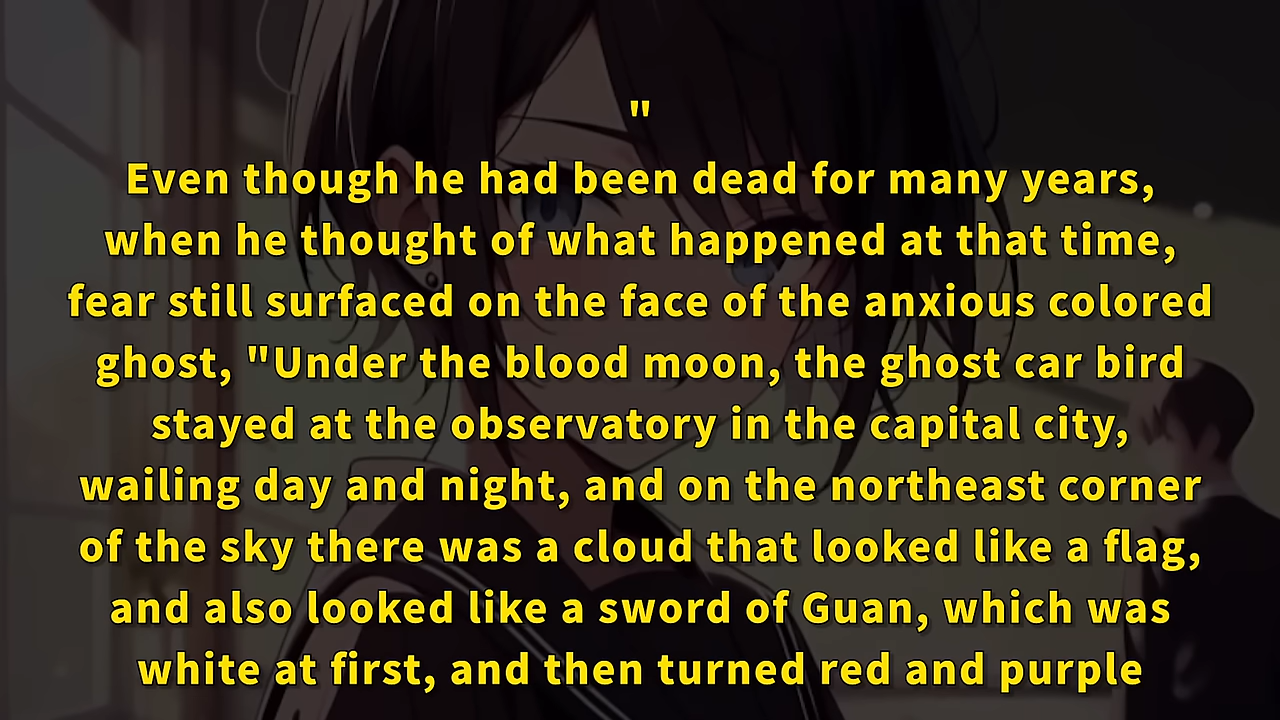 "
Even though he had been dead for many years,
when he thought of what happened at that time,
fear still surfaced on the face of the anxious colored
ghost, "Under the blood moon, the ghost car bird
stayed at the observatory in the capital city,
wailing day and night, and on the northeast corner
of the sky there was a cloud that looked like a flag,
and also looked like a sword of Guan, which was
white at first, and then turned red and purple